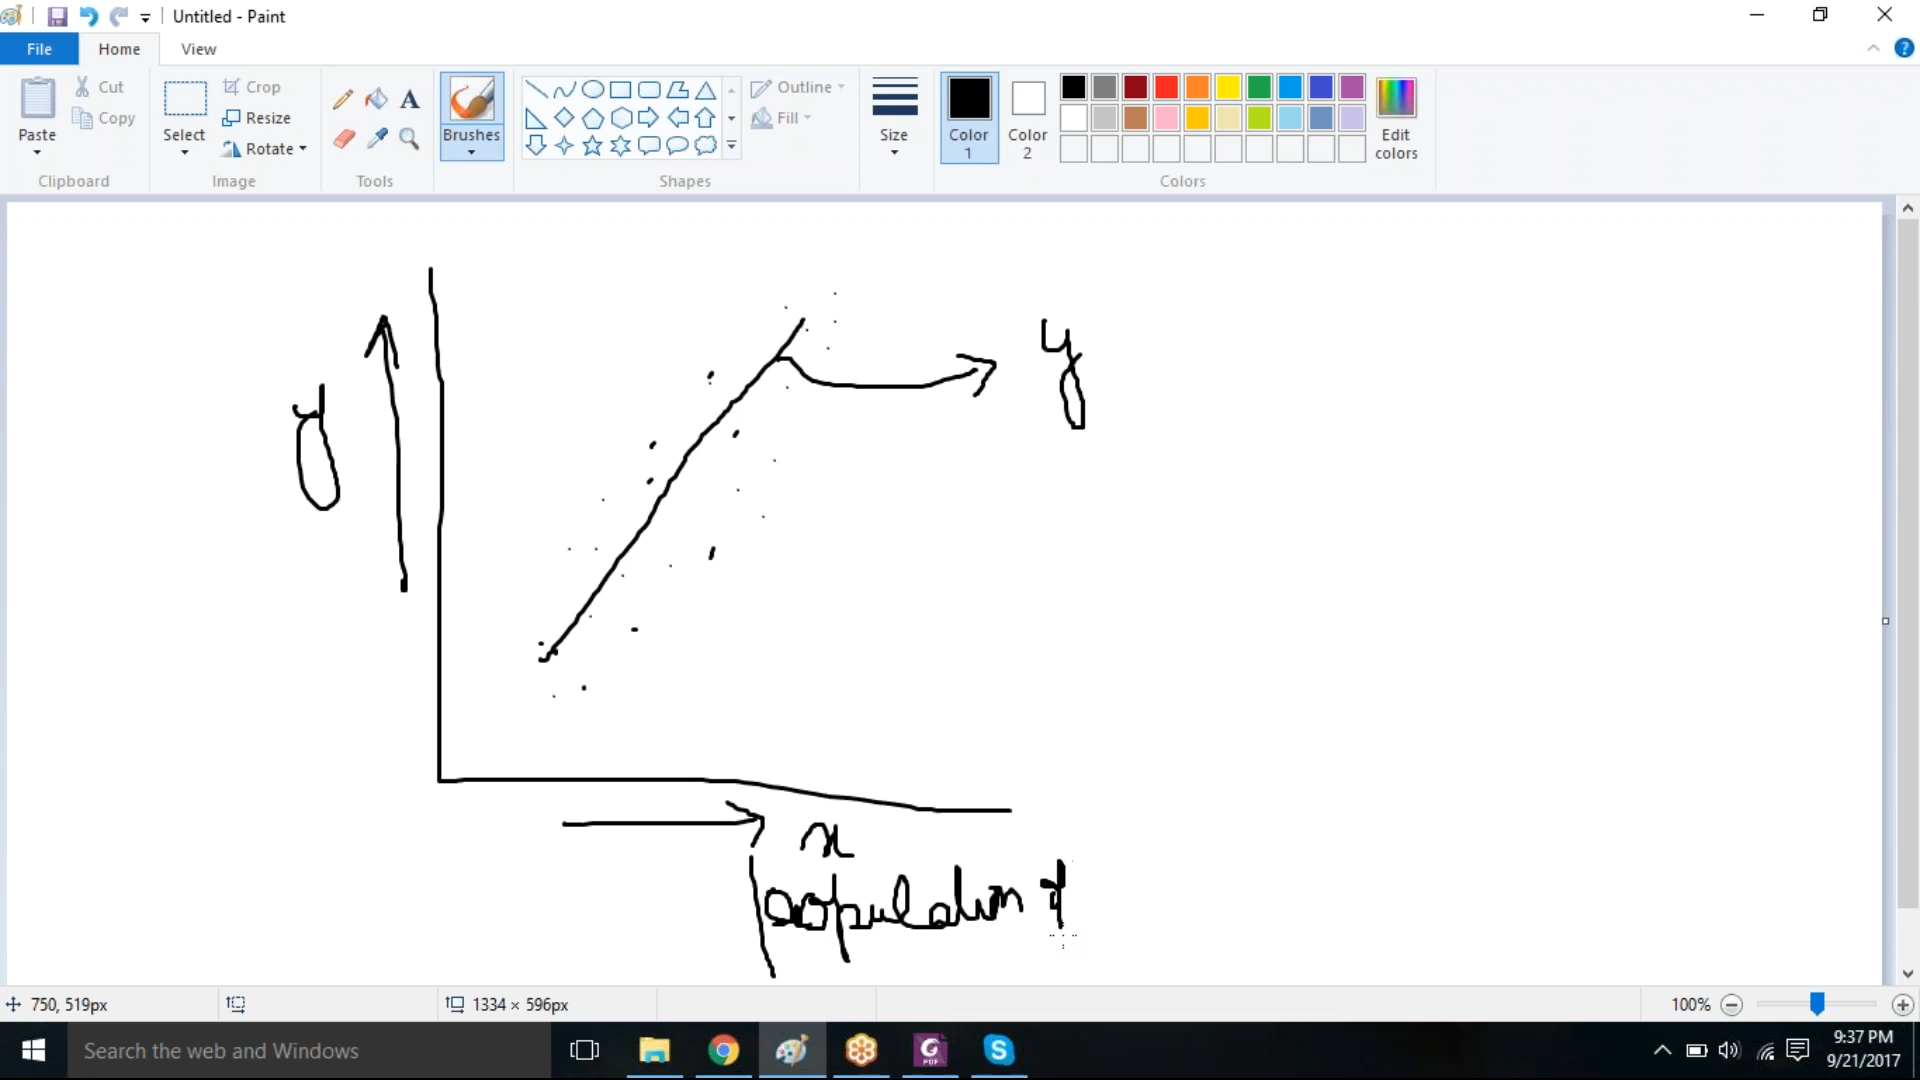 Untitled - Paint
File Home View
Paste Cut Copy
Select Crop Resize Rotate
A
Brushes
Outline Fill
Size
Color 1
Color 2
Edit colors
Clipboard Image Tools Shapes Colors
y
y
x
population
750, 519px 1334 × 596px 100%
Search the web and Windows
9:37 PM
9/21/2017